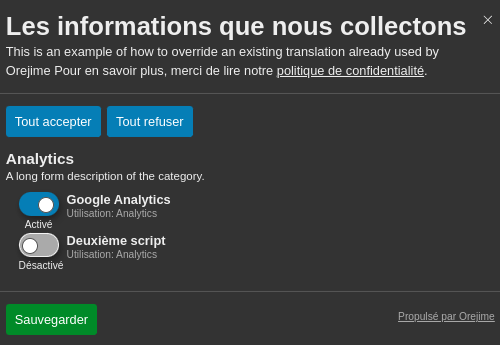 Les informations que nous collectons
This is an example of how to override an existing translation already used by
Orejime Pour en savoir plus, merci de lire notre politique de confidentialité.
Tout accepter Tout refuser
Analytics
A long form description of the category.
Google Analytics
Utilisation: Analytics
Activé
Deuxième script
Utilisation: Analytics
Désactivé
Sauvegarder
Propulsé par Orejime